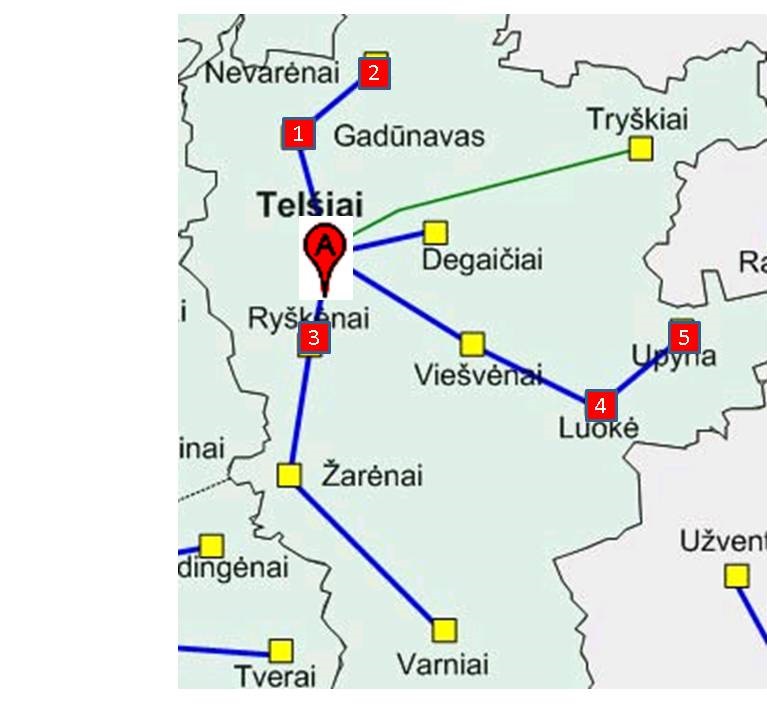 Nevarėnai
2
1
Gadūnavas
Tryškiai
Telšiai
A
Degaičiai
Ra
i
Ryškėnai
3
5
Upyna
Viešvėnai
4
Luokė
inai
Žarėnai
Užvent
dingėnai
Varniai
Tverai